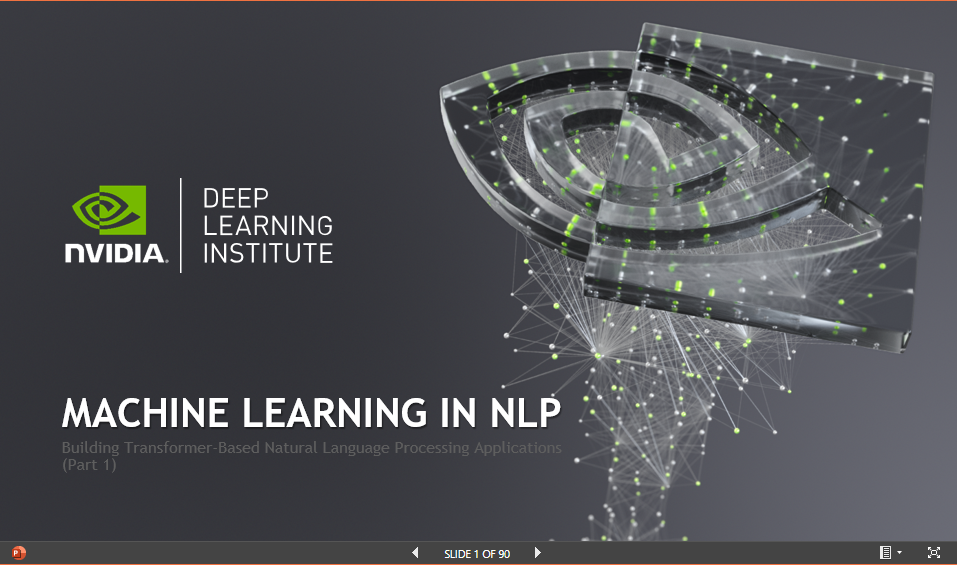 NVIDIA.
DEEP
LEARNING
INSTITUTE
MACHINE LEARNING IN NLP
Building Transformer-Based Natural Language Processing Applications
(Part 1)
SLIDE 1 OF 90